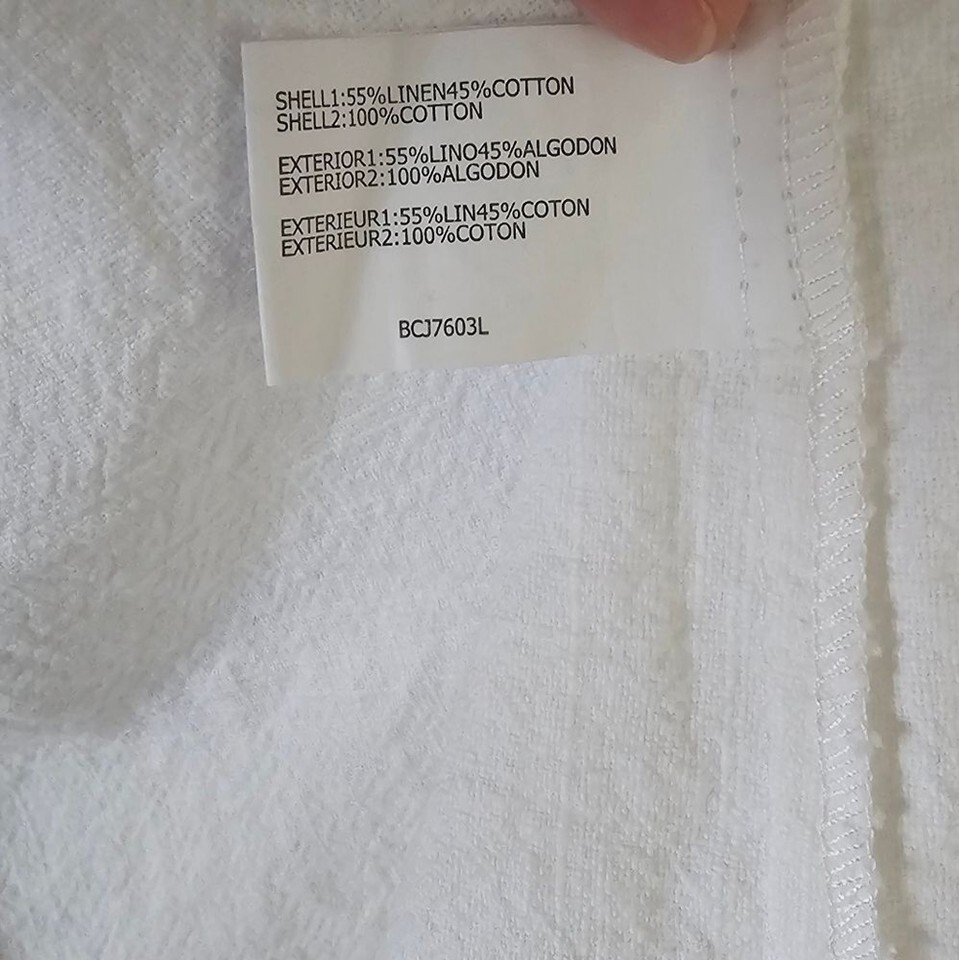 SHELL1:55%LINEN45%COTTON
SHELL2:100%COTTON
EXTERIOR1:55%LINO45%ALGODON
EXTERIOR2:100%ALGODON
EXTERIEUR1:55%LIN45%COTON
EXTERIEUR2:100%COTON
BCJ7603L